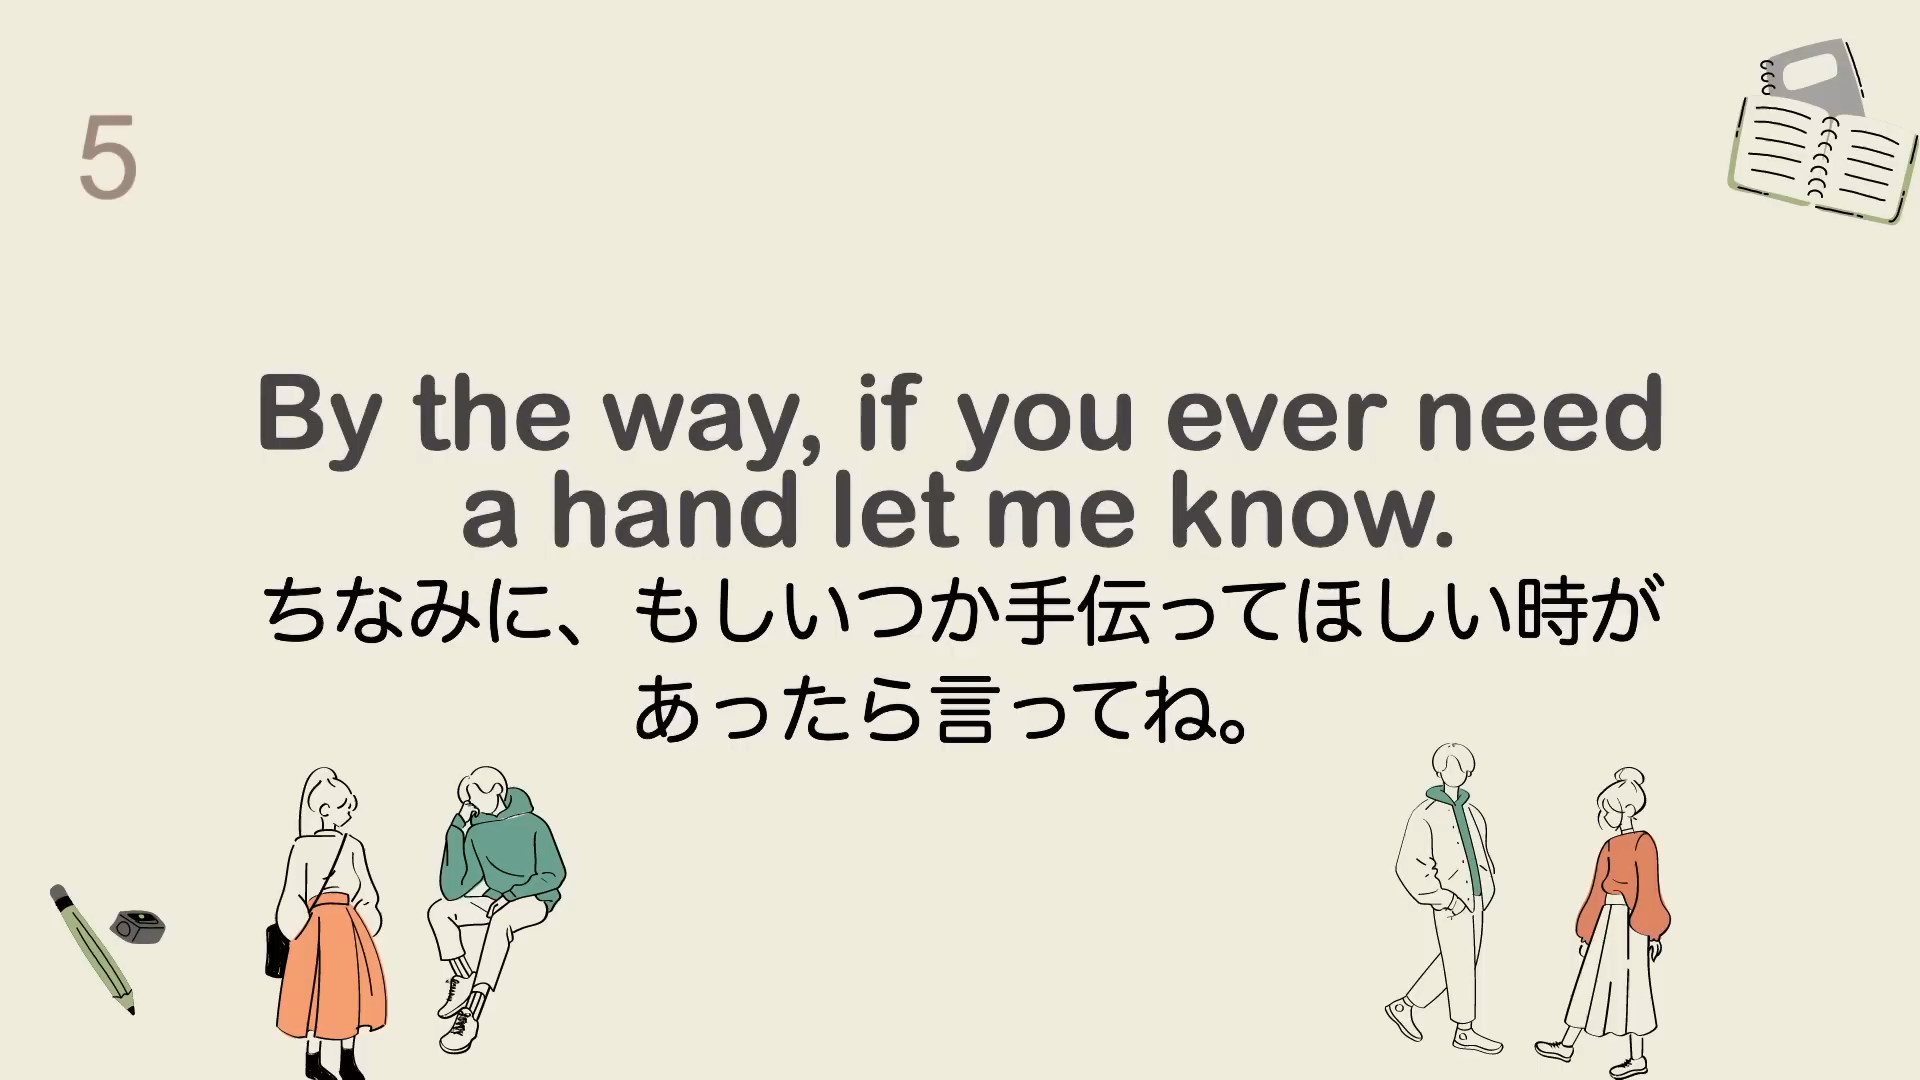 5
By the way, if you ever need
a hand let me know.
ちなみに、もしいつか手伝ってほしい時が
あったら言ってね。